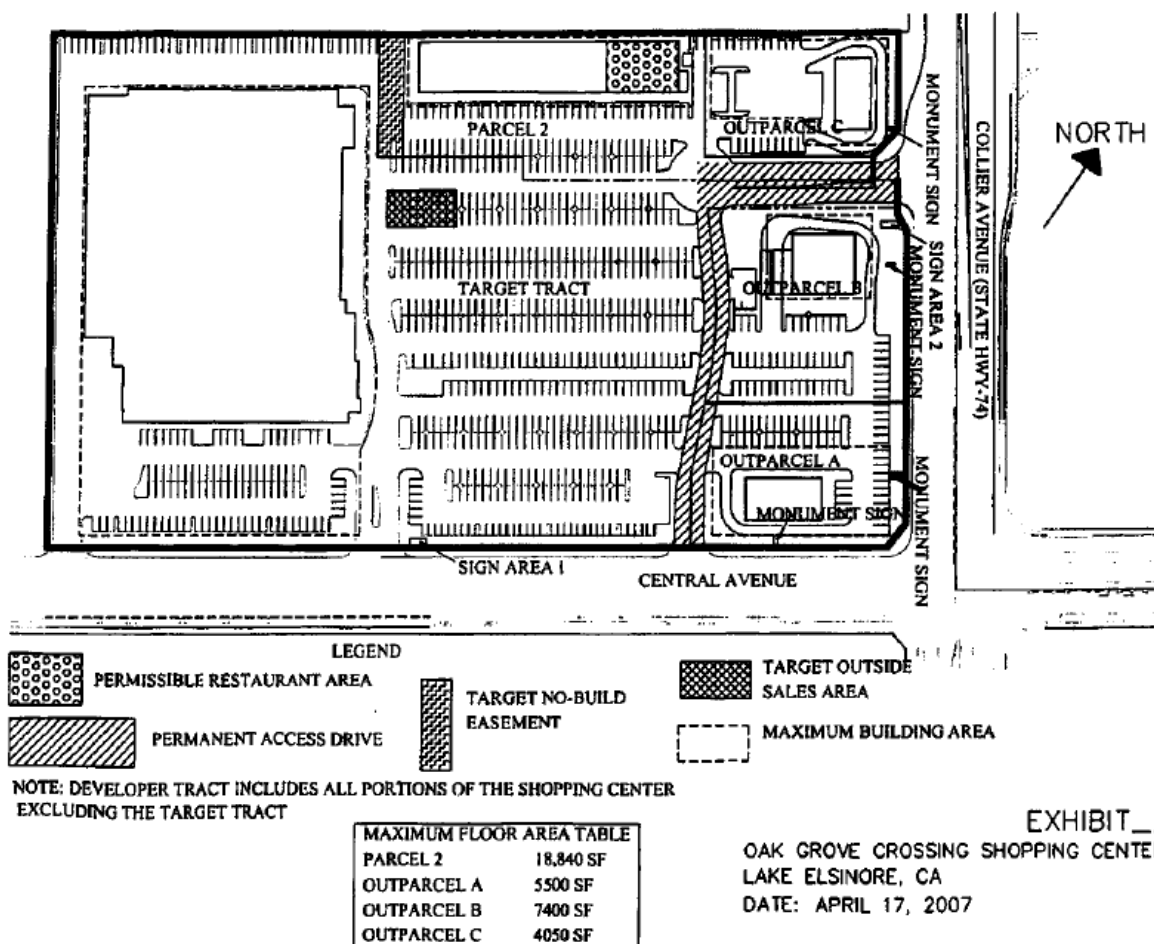 PARCEL 2
OUTPARCEL C
MONUMENT SIGN
COLLIER AVENUE (STATE HWY-74)
NORTH
TARGET TRACT
OUTPARCEL B
SIGN AREA 2
MONUMENT SIGN
OUTPARCEL A
MONUMENT SIGN
MONUMENT SIGN
SIGN AREA 1
CENTRAL AVENUE
LEGEND
PERMISSIBLE RESTAURANT AREA
TARGET NO-BUILD
EASEMENT
TARGET OUTSIDE
SALES AREA
PERMANENT ACCESS DRIVE
MAXIMUM BUILDING AREA
NOTE: DEVELOPER TRACT INCLUDES ALL PORTIONS OF THE SHOPPING CENTER
EXCLUDING THE TARGET TRACT
MAXIMUM FLOOR AREA TABLE
PARCEL 2 18,840 SF
OUTPARCEL A 5500 SF
OUTPARCEL B 7400 SF
OUTPARCEL C 4050 SF
EXHIBIT_
OAK GROVE CROSSING SHOPPING CENTE
LAKE ELSINORE, CA
DATE: APRIL 17, 2007